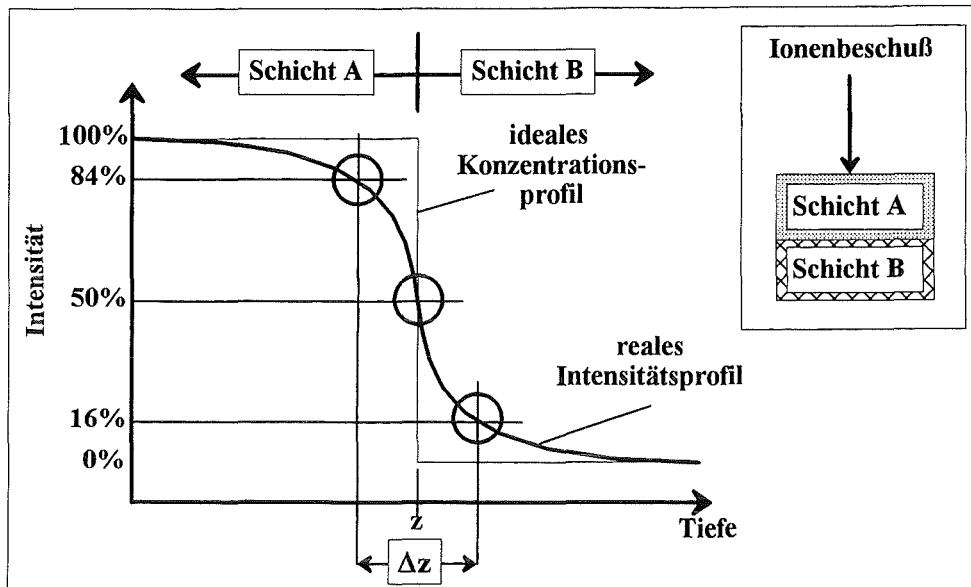 Schicht A
Schicht B
Ionenbeschuß
Schicht A
Schicht B
100%
84%
50%
16%
0%
Intensität
ideales
Konzentrations-
profil
reales
Intensitätsprofil
z
Tiefe
Δz